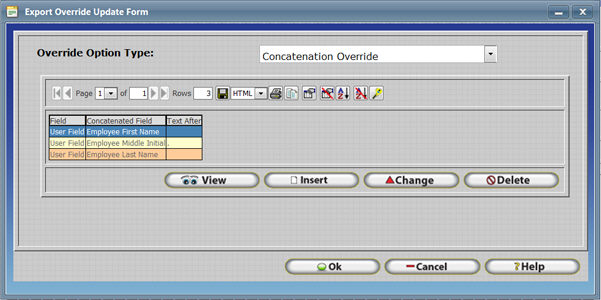 Export Override Update Form
Override Option Type: Concatenation Override
Page 1 of 1 Rows 3 HTML
Field Concatenated Field Text After
User Field Employee First Name
User Field Employee Middle Initial .
User Field Employee Last Name
View Insert Change Delete
Ok Cancel Help